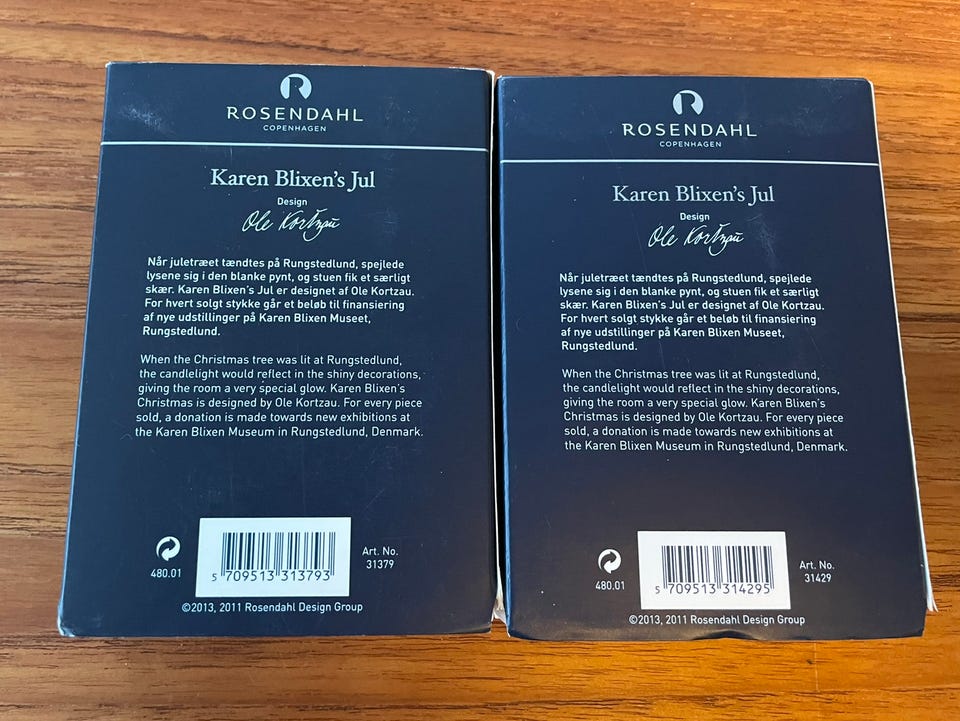 ROSENDAHL
COPENHAGEN
Karen Blixen's Jul
Design
Ole Kortzau
Når juletræet tændtes på Rungstedlund, spejlede
lysene sig i den blanke pynt, og stuen fik et særligt
skær. Karen Blixen's Jul er designet af Ole Kortzau.
For hvert solgt stykke går et beløb til finansiering
af nye udstillinger på Karen Blixen Museet,
Rungstedlund.
When the Christmas tree was lit at Rungstedlund,
the candlelight would reflect in the shiny decorations,
giving the room a very special glow. Karen Blixen's
Christmas is designed by Ole Kortzau. For every piece
sold, a donation is made towards new exhibitions at
the Karen Blixen Museum in Rungstedlund, Denmark.
480.01
5 709513 313793
Art. No.
31379
©2013, 2011 Rosendahl Design Group
ROSENDAHL
COPENHAGEN
Karen Blixen's Jul
Design
Ole Kortzau
Når juletræet tændtes på Rungstedlund, spejlede
lysene sig i den blanke pynt, og stuen fik et særligt
skær. Karen Blixen's Jul er designet af Ole Kortzau.
For hvert solgt stykke går et beløb til finansiering
af nye udstillinger på Karen Blixen Museet,
Rungstedlund.
When the Christmas tree was lit at Rungstedlund,
the candlelight would reflect in the shiny decorations,
giving the room a very special glow. Karen Blixen's
Christmas is designed by Ole Kortzau. For every piece
sold, a donation is made towards new exhibitions at
the Karen Blixen Museum in Rungstedlund, Denmark.
480.01
5 709513 314295
Art. No.
31429
©2013, 2011 Rosendahl Design Group